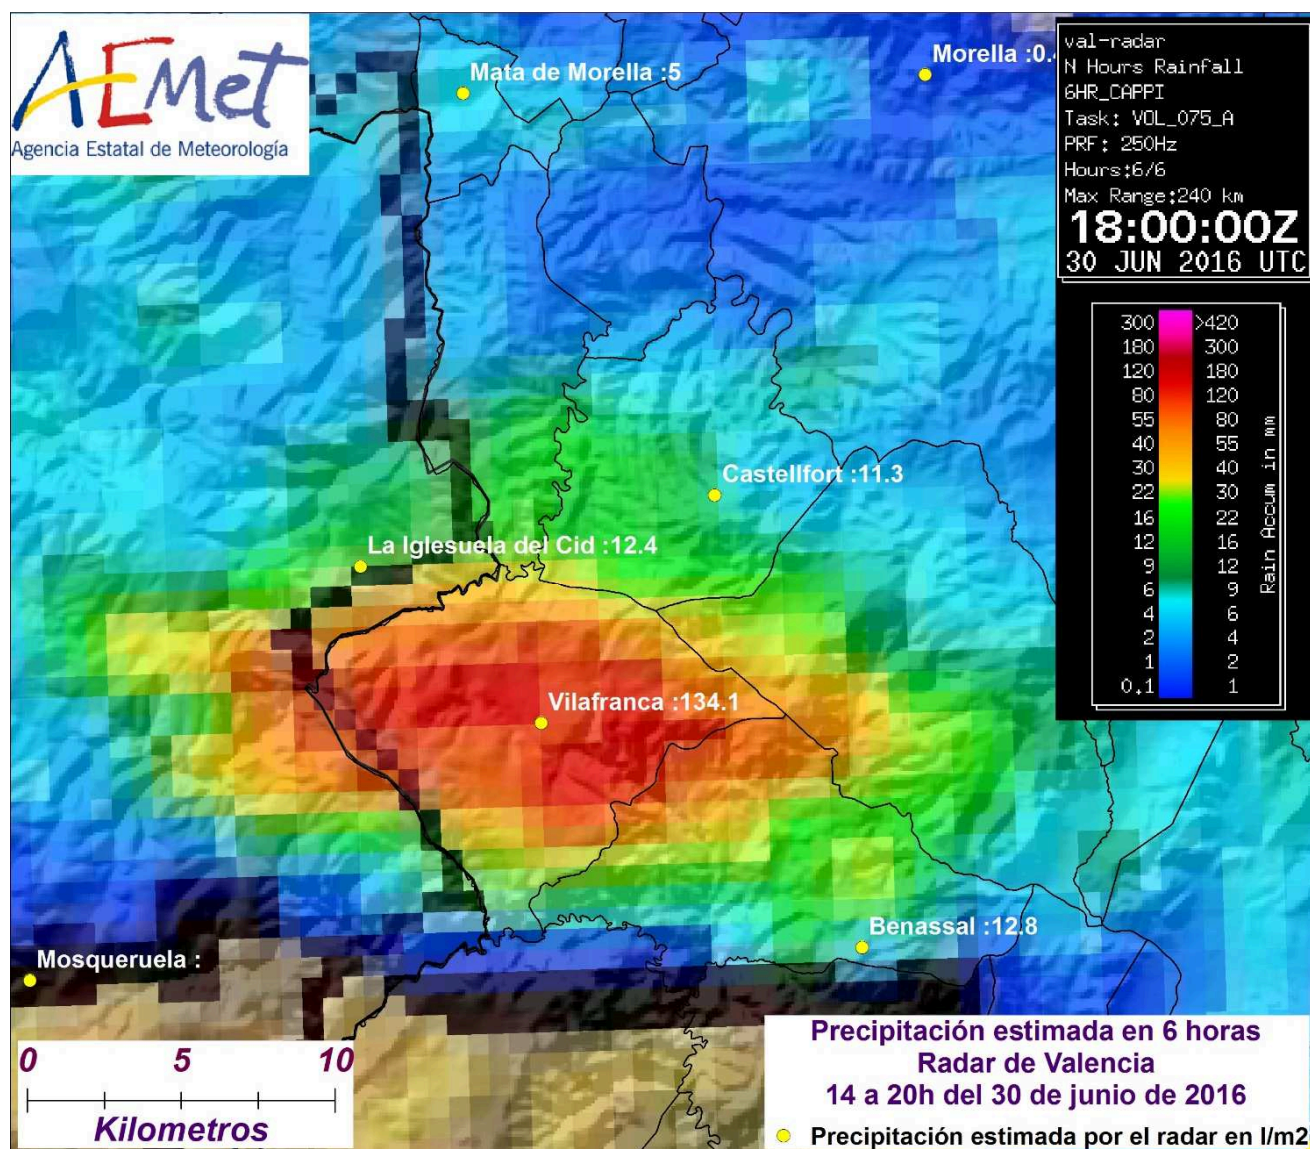 AEMet
Agencia Estatal de Meteorología
Mata de Morella :5
Morella :0.4
val-radar
N Hours Rainfall
6HR_CAPPI
Task: VOL_075_A
PRF: 250Hz
Hours:6/6
Max Range:240 km
18:00:00Z
30 JUN 2016 UTC
300 >420
180 300
120 180
80 120
55 80
40 55
30 40
22 30
16 22
12 16
9 12
6 9
4 6
2 4
1 2
0.1 1
Rain Accum in mm
Castellfort :11.3
La Iglesuela del Cid :12.4
Vilafranca :134.1
Benassal :12.8
Mosqueruela :
0 5 10
Kilometros
Precipitación estimada en 6 horas
Radar de Valencia
14 a 20h del 30 de junio de 2016
Precipitación estimada por el radar en l/m2